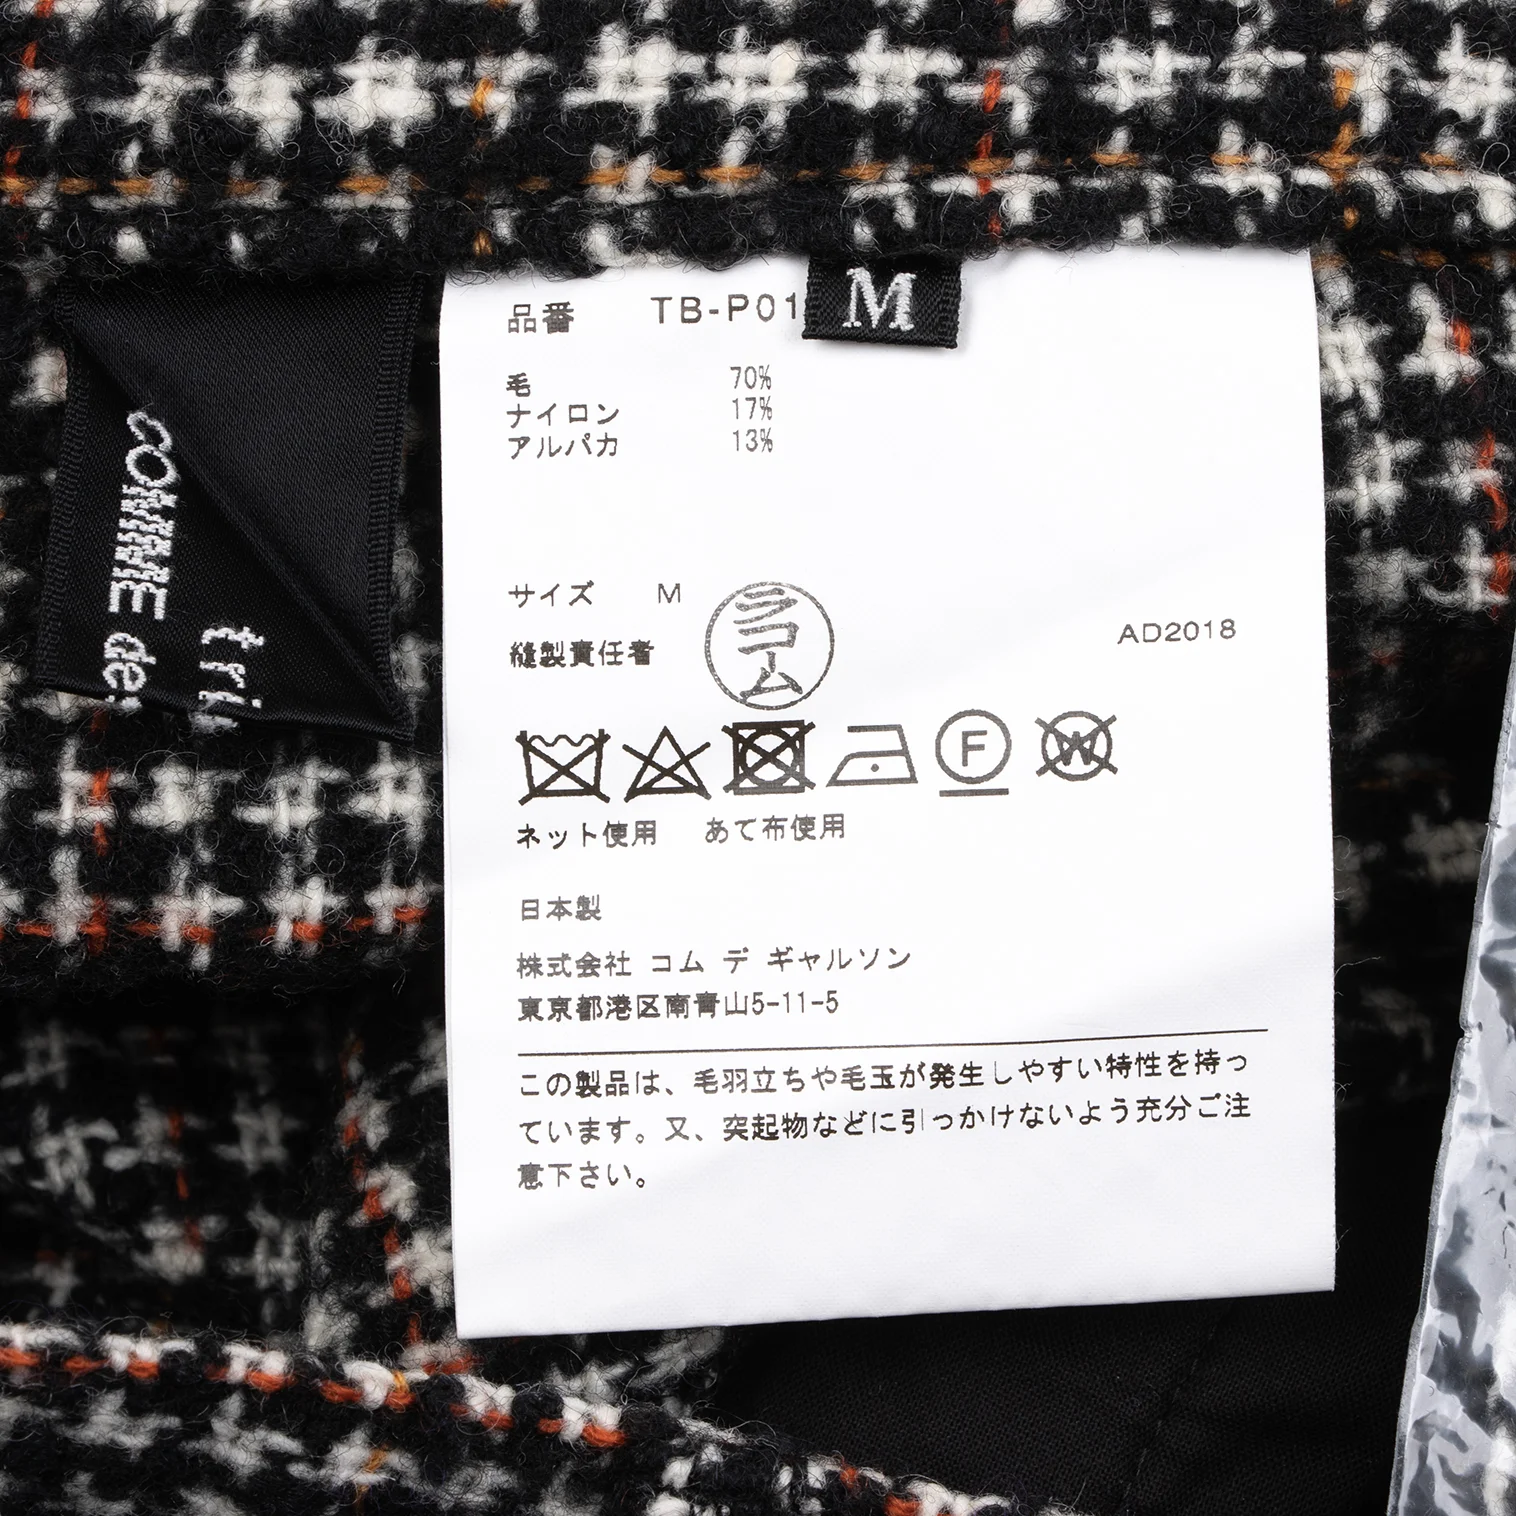 M
品番 TB-P01
毛 70%
ナイロン 17%
アルパカ 13%
サイズ M
縫製責任者
コム
AD2018
F
W
ネット使用 あて布使用
日本製
株式会社 コム デ ギャルソン
東京都港区南青山5-11-5
この製品は、毛羽立ちや毛玉が発生しやすい特性を持っ
ています。又、突起物などに引っかけないよう充分ご注
意下さい。
COMME de
tri